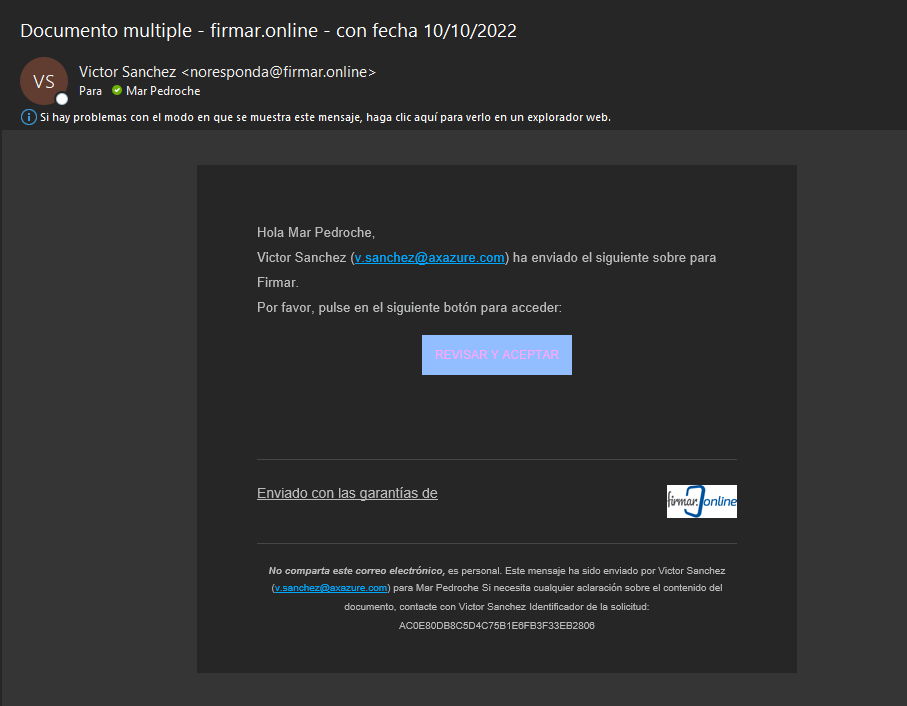 Documento multiple - firmar.online - con fecha 10/10/2022
VS
Victor Sanchez <noresponda@firmar.online>
Para Mar Pedroche
Si hay problemas con el modo en que se muestra este mensaje, haga clic aquí para verlo en un explorador web.
Hola Mar Pedroche,
Victor Sanchez (v.sanchez@axazure.com) ha enviado el siguiente sobre para
Firmar.
Por favor, pulse en el siguiente botón para acceder:
REVISAR Y ACEPTAR
Enviado con las garantías de
firmar.online
No comparta este correo electrónico, es personal. Este mensaje ha sido enviado por Victor Sanchez
(v.sanchez@axazure.com) para Mar Pedroche Si necesita cualquier aclaración sobre el contenido del
documento, contacte con Victor Sanchez Identificador de la solicitud:
AC0E80DB8C5D4C75B1E6FB3F33EB2806